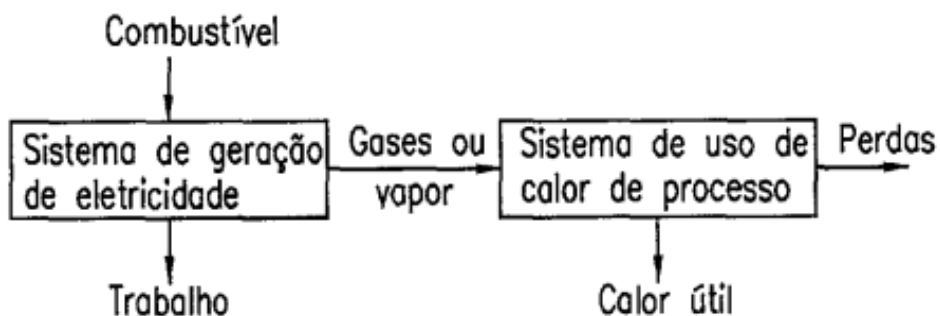 Combustível
Sistema de geração
de eletricidade
Gases ou
vapor
Sistema de uso de
calor de processo
Perdas
Trabalho
Calor útil